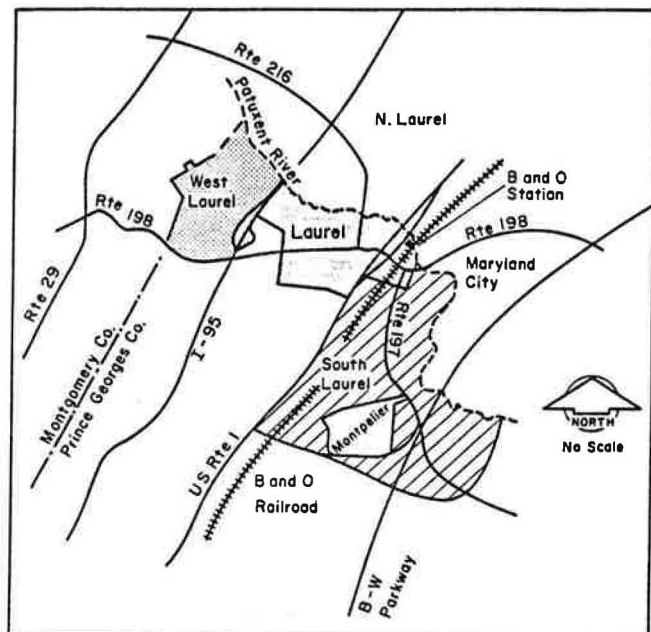 Rte 216
Patuxent River
N. Laurel
West Laurel
B and O
Station
Laurel
Rte 198
Rte 198
Maryland
City
Rte 29
I-95
Rte 197
Montgomery Co.
Prince Georges Co.
South
Laurel
Montpelier
NORTH
No Scale
US Rte 1
B and O
Railroad
B-W
Parkway